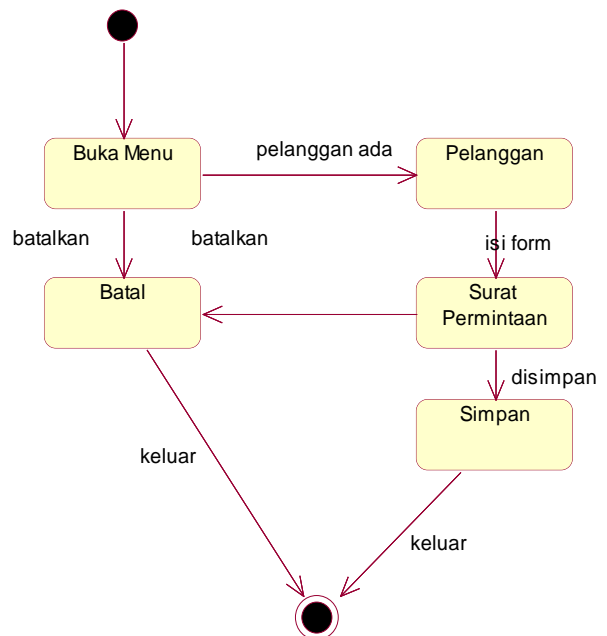 Buka Menu
pelanggan ada
Pelanggan
batalkan
batalkan
isi form
Batal
Surat
Permintaan
disimpan
Simpan
keluar
keluar